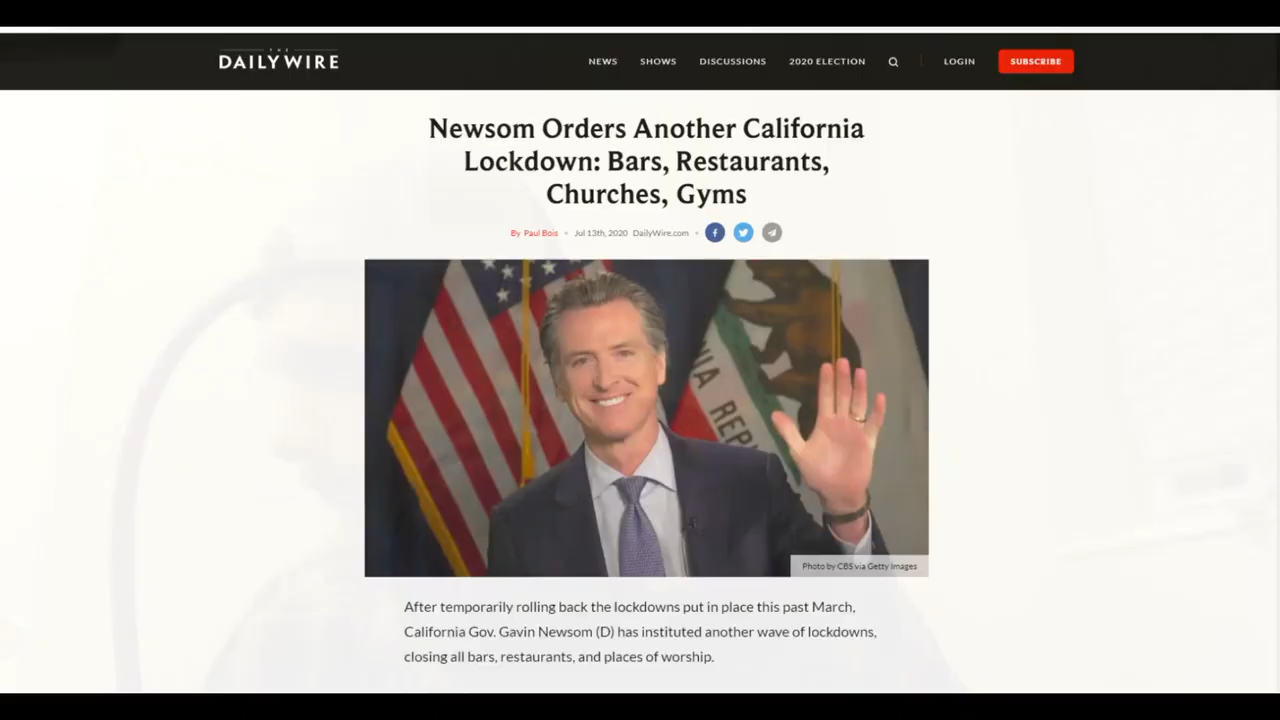 THE
DAILYWIRE
NEWS SHOWS DISCUSSIONS 2020 ELECTION LOGIN SUBSCRIBE
Newsom Orders Another California
Lockdown: Bars, Restaurants,
Churches, Gyms
By Paul Bois • Jul 13th, 2020 DailyWire.com •
NIA REPU
Photo by CBS via Getty Images
After temporarily rolling back the lockdowns put in place this past March,
California Gov. Gavin Newsom (D) has instituted another wave of lockdowns,
closing all bars, restaurants, and places of worship.